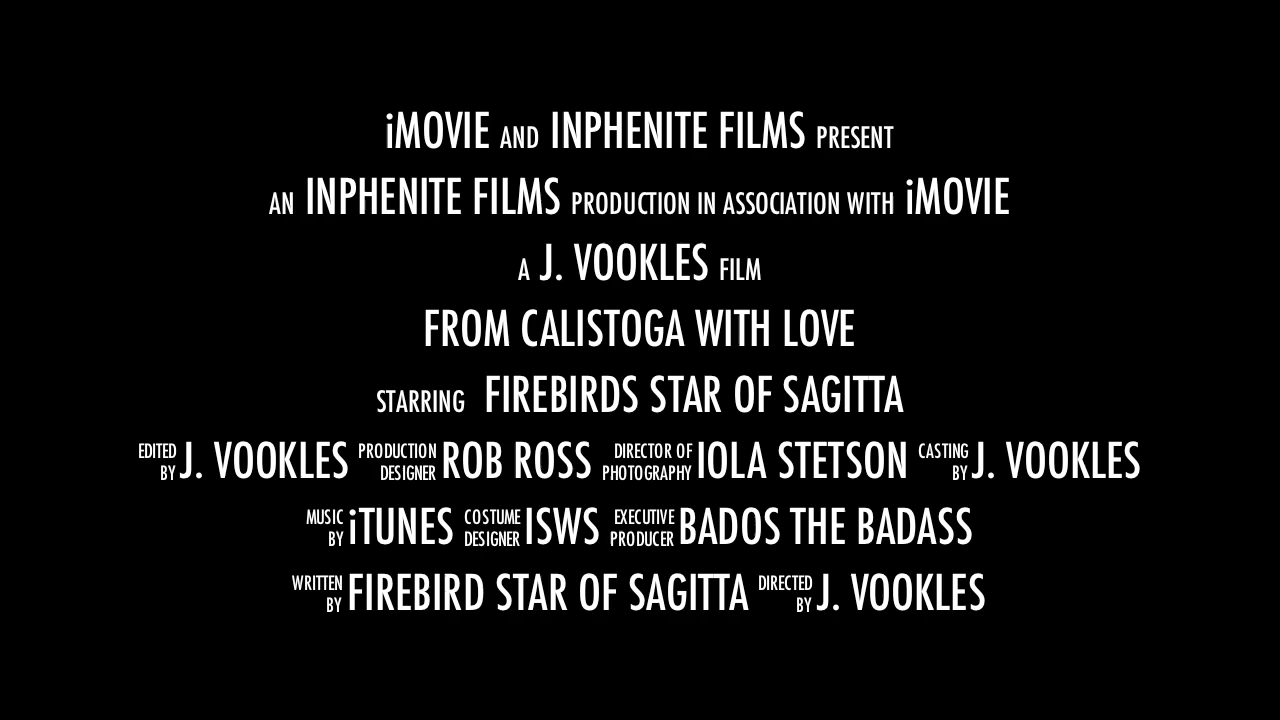 iMOVIE AND INPHENITE FILMS PRESENT
AN INPHENITE FILMS PRODUCTION IN ASSOCIATION WITH iMOVIE
A J. VOOKLES FILM
FROM CALISTOGA WITH LOVE
STARRING FIREBIRDS STAR OF SAGITTA
EDITED BY J. VOOKLES PRODUCTION DESIGNER ROB ROSS DIRECTOR OF PHOTOGRAPHY IOLA STETSON CASTING BY J. VOOKLES
MUSIC BY iTUNES COSTUME DESIGNER ISWS EXECUTIVE PRODUCER BADOS THE BADASS
WRITTEN BY FIREBIRD STAR OF SAGITTA DIRECTED BY J. VOOKLES